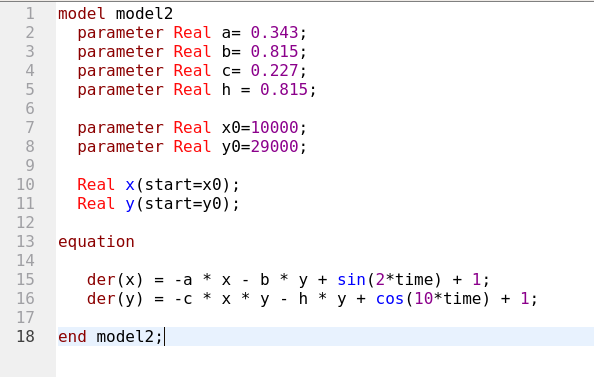 1 model model2
2   parameter Real a= 0.343;
3   parameter Real b= 0.815;
4   parameter Real c= 0.227;
5   parameter Real h = 0.815;
6
7   parameter Real x0=10000;
8   parameter Real y0=29000;
9
10   Real x(start=x0);
11   Real y(start=y0);
12
13 equation
14
15    der(x) = -a * x - b * y + sin(2*time) + 1;
16    der(y) = -c * x * y - h * y + cos(10*time) + 1;
17
18 end model2;